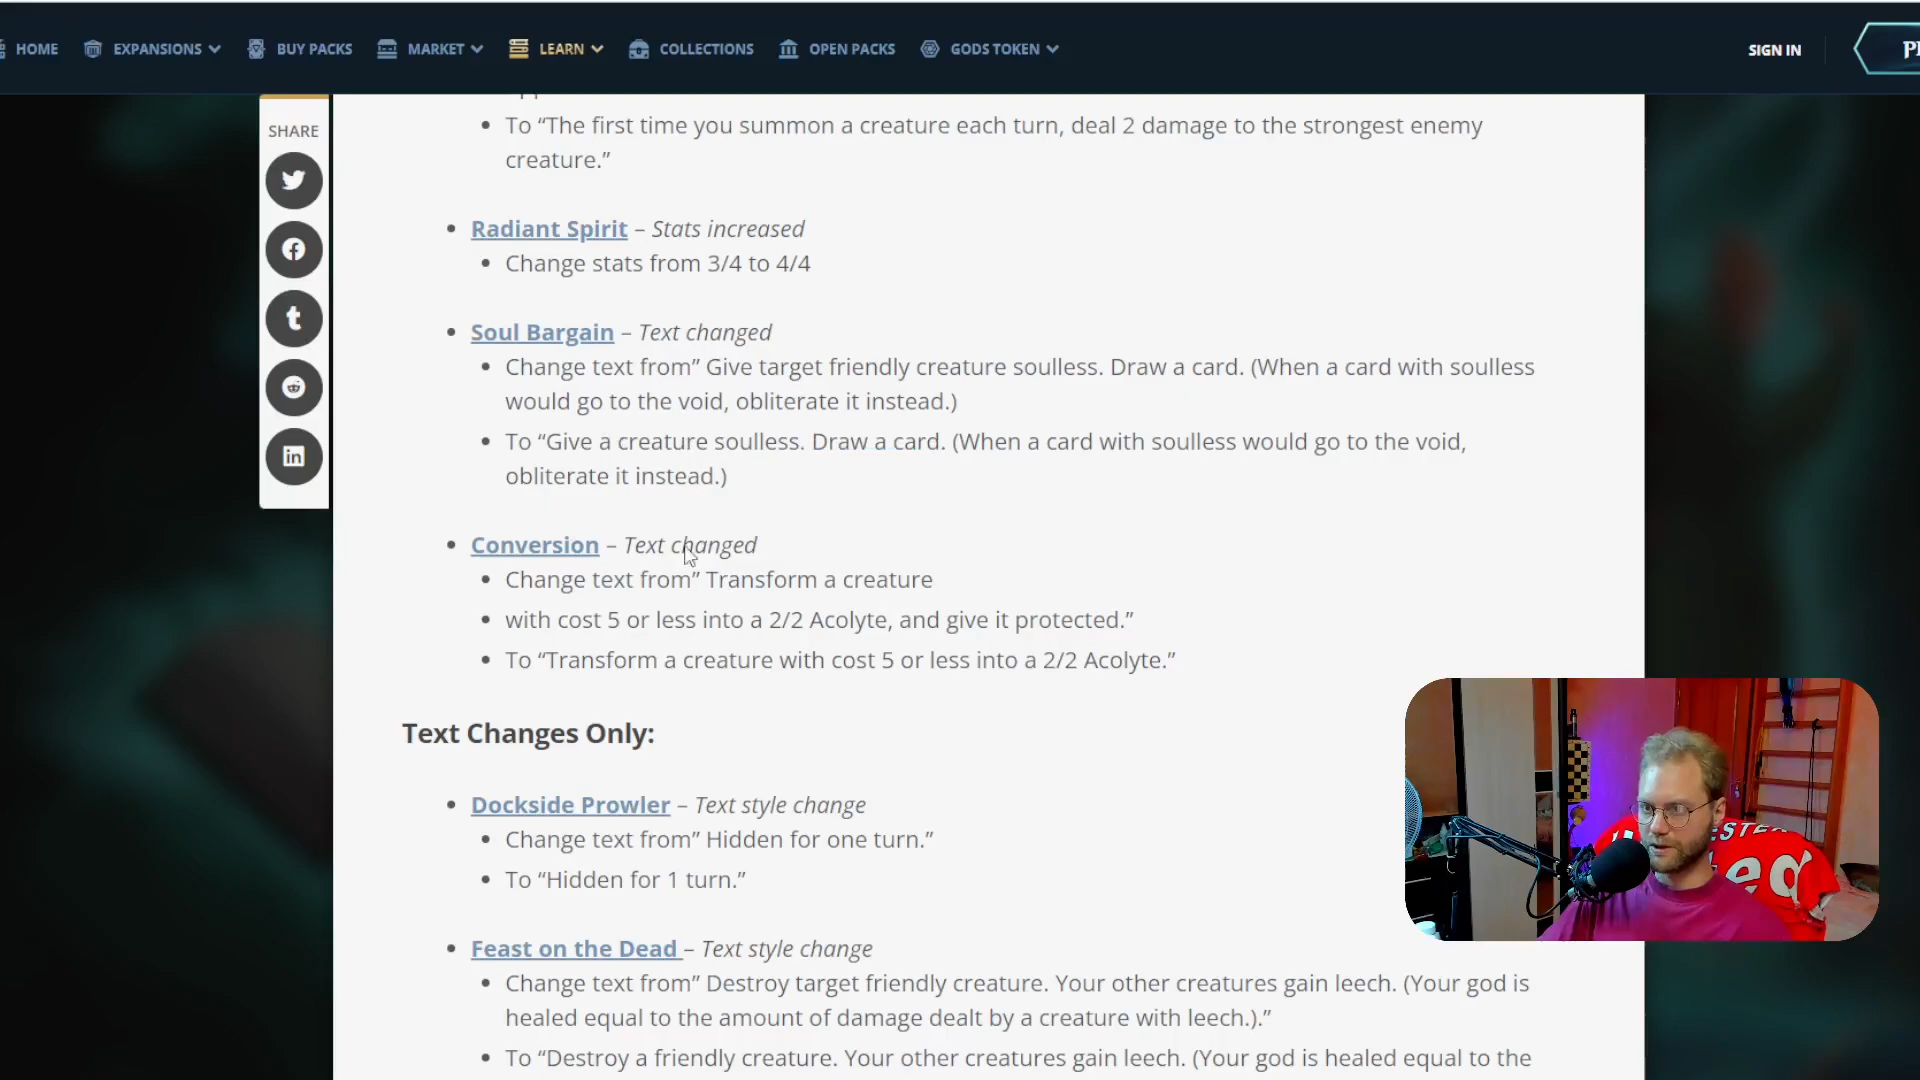 HOME
EXPANSIONS
BUY PACKS
MARKET
LEARN
COLLECTIONS
OPEN PACKS
GODS TOKEN
SIGN IN
SHARE
• To “The first time you summon a creature each turn, deal 2 damage to the strongest enemy
creature.”
• Radiant Spirit – Stats increased
• Change stats from 3/4 to 4/4
• Soul Bargain – Text changed
• Change text from” Give target friendly creature soulless. Draw a card. (When a card with soulless
would go to the void, obliterate it instead.)
• To “Give a creature soulless. Draw a card. (When a card with soulless would go to the void,
obliterate it instead.)
• Conversion – Text changed
• Change text from” Transform a creature
• with cost 5 or less into a 2/2 Acolyte, and give it protected.”
• To “Transform a creature with cost 5 or less into a 2/2 Acolyte.”
Text Changes Only:
• Dockside Prowler – Text style change
• Change text from” Hidden for one turn.”
• To “Hidden for 1 turn.”
• Feast on the Dead – Text style change
• Change text from” Destroy target friendly creature. Your other creatures gain leech. (Your god is
healed equal to the amount of damage dealt by a creature with leech.).”
• To “Destroy a friendly creature. Your other creatures gain leech. (Your god is healed equal to the